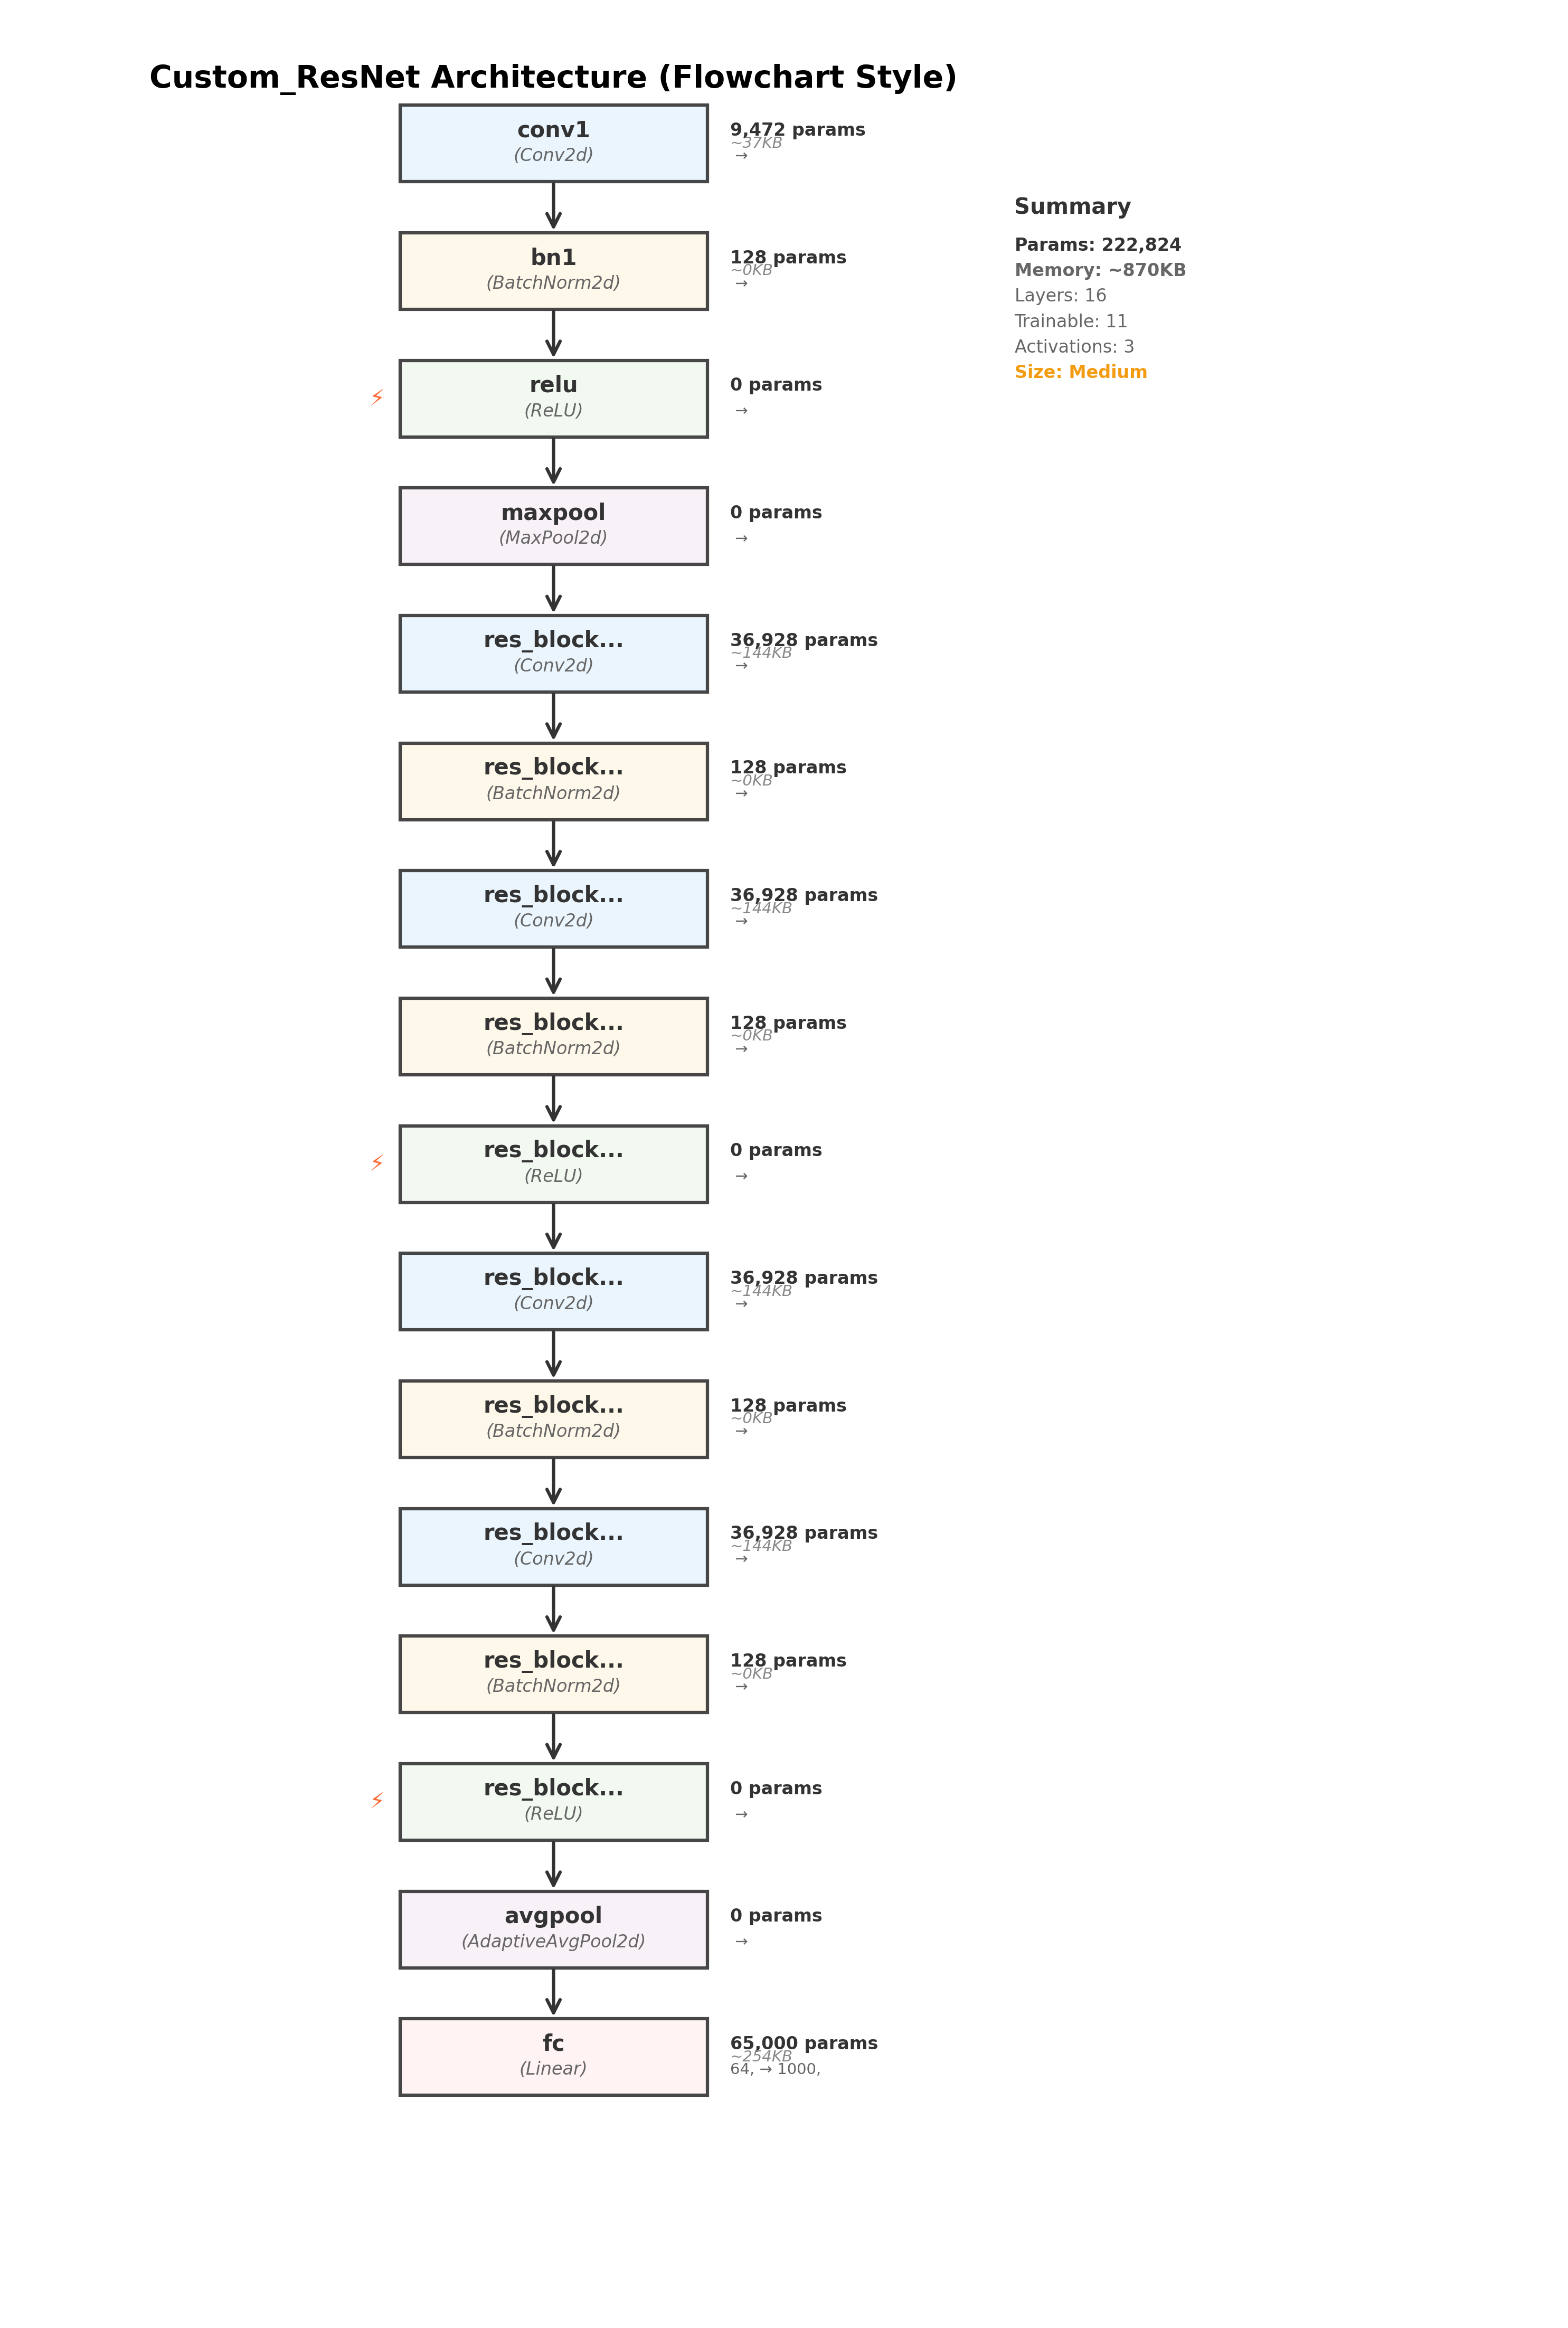 Custom_ResNet Architecture (Flowchart Style)
conv1
(Conv2d)
9,472 params
~37KB
→
Summary
Params: 222,824
Memory: ~870KB
Layers: 16
Trainable: 11
Activations: 3
Size: Medium
bn1
(BatchNorm2d)
128 params
~0KB
→
⚡
relu
(ReLU)
0 params
→
maxpool
(MaxPool2d)
0 params
→
res_block...
(Conv2d)
36,928 params
~144KB
→
res_block...
(BatchNorm2d)
128 params
~0KB
→
res_block...
(Conv2d)
36,928 params
~144KB
→
res_block...
(BatchNorm2d)
128 params
~0KB
→
⚡
res_block...
(ReLU)
0 params
→
res_block...
(Conv2d)
36,928 params
~144KB
→
res_block...
(BatchNorm2d)
128 params
~0KB
→
res_block...
(Conv2d)
36,928 params
~144KB
→
res_block...
(BatchNorm2d)
128 params
~0KB
→
⚡
res_block...
(ReLU)
0 params
→
avgpool
(AdaptiveAvgPool2d)
0 params
→
fc
(Linear)
65,000 params
~254KB
64, → 1000,